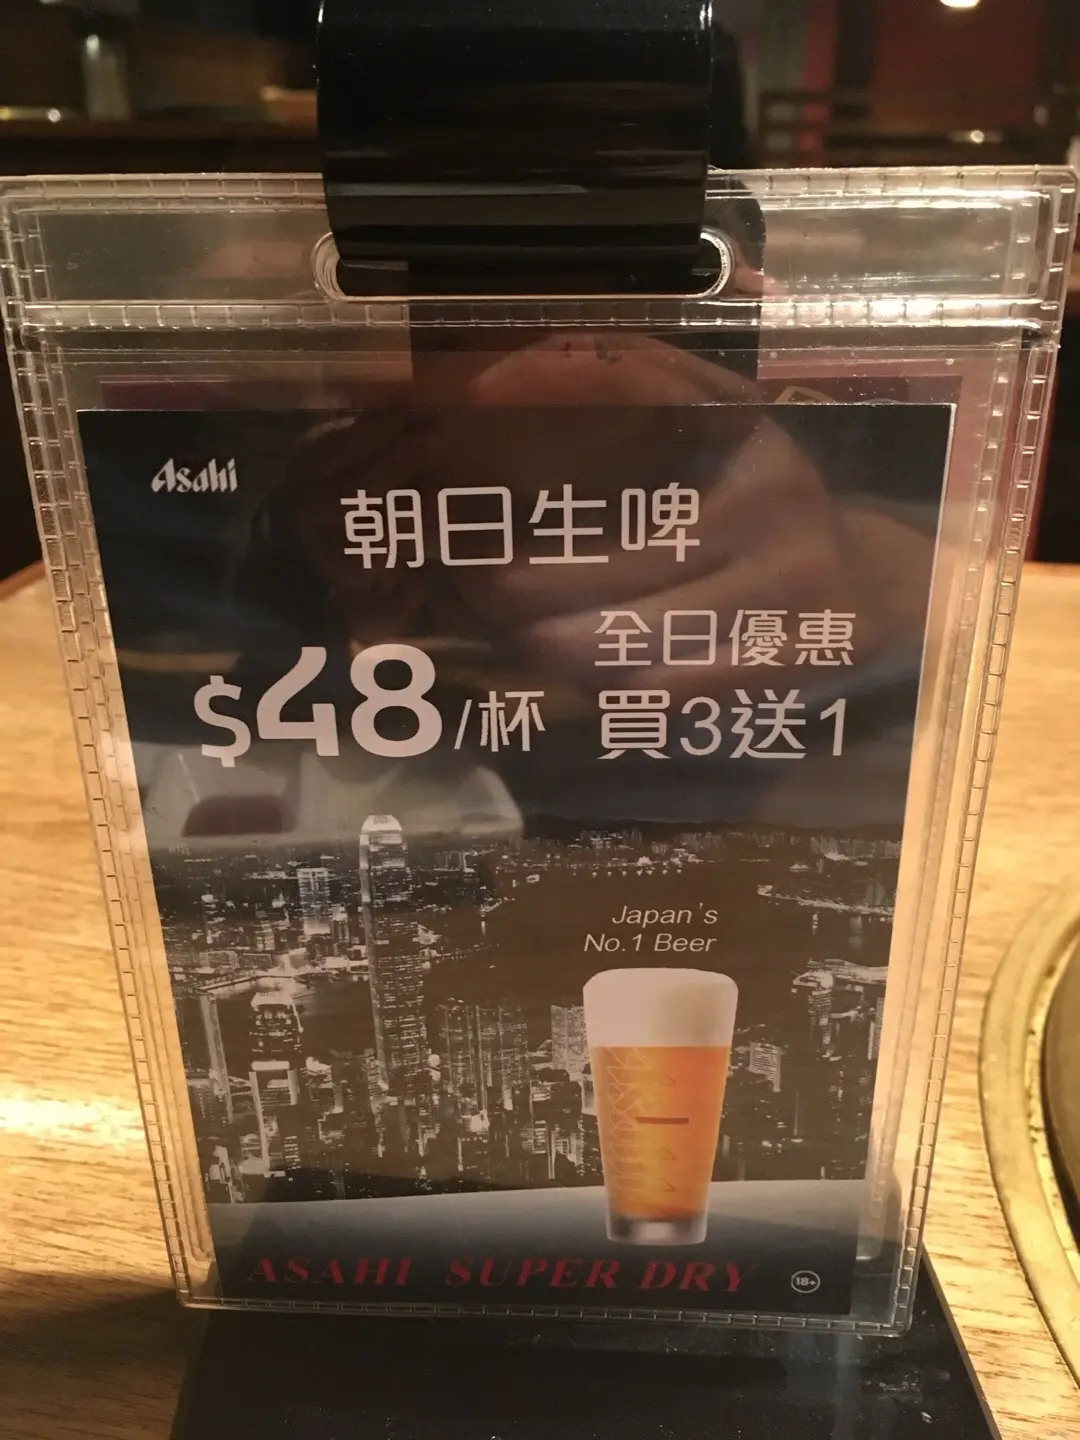 Asahi
朝日生啤
$48/杯
全日優惠
買3送1
Japan's
No.1 Beer
ASAHI SUPER DRY
18+